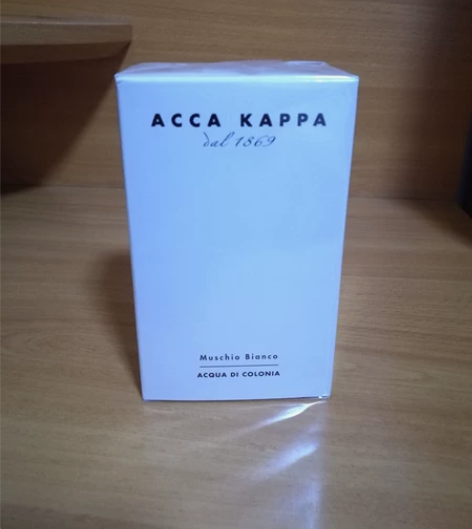 ACCA KAPPA
dal 1869
Muschio Bianco
ACQUA DI COLONIA